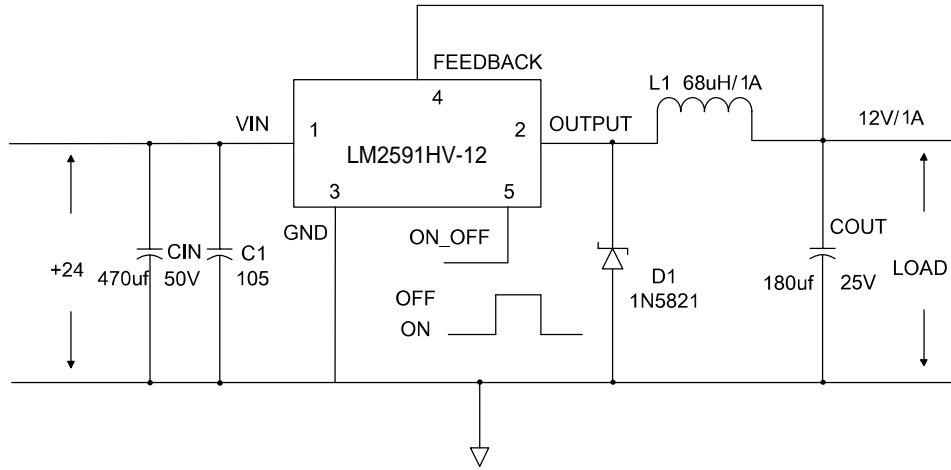 FEEDBACK
4
L1 68uH/1A
VIN
1
2
OUTPUT
12V/1A
LM2591HV-12
3
5
GND
ON_OFF
COUT
+24
470uf
CIN
50V
C1
105
D1
1N5821
180uf
25V
LOAD
OFF
ON